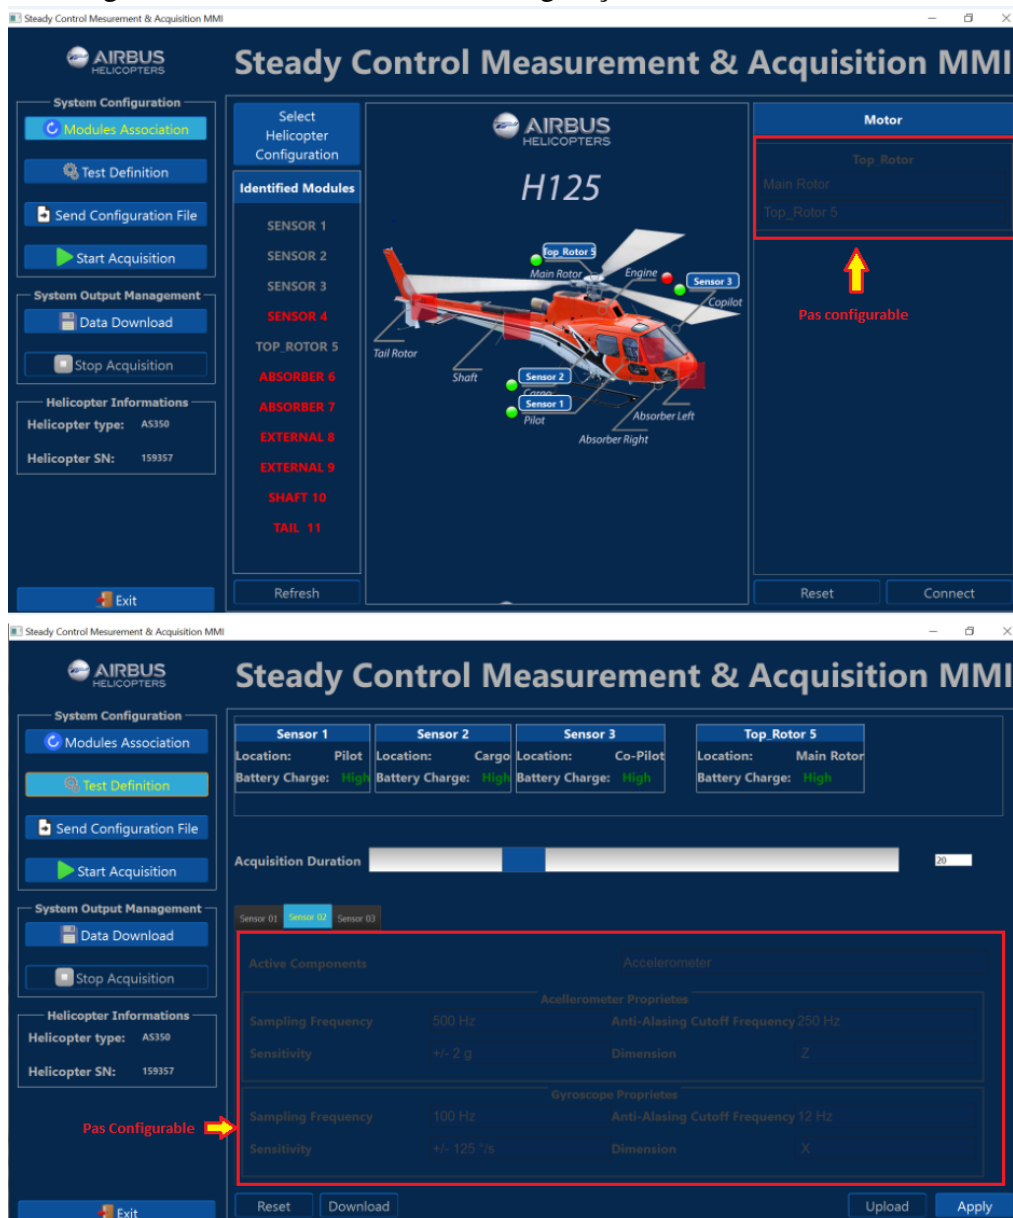 Steady Control Mesurement & Acquisition MMI
AIRBUS
HELICOPTERS
Steady Control Measurement & Acquisition MMI
System Configuration
Modules Association
Test Definition
Send Configuration File
Start Acquisition
System Output Management
Data Download
Stop Acquisition
Helicopter Informations
Helicopter type: AS350
Helicopter SN: 159357
Exit
Select
Helicopter
Configuration
Identified Modules
SENSOR 1
SENSOR 2
SENSOR 3
SENSOR 4
TOP_ROTOR 5
ABSORBER 6
ABSORBER 7
EXTERNAL 8
EXTERNAL 9
SHAFT 10
TAIL 11
Refresh
AIRBUS
HELICOPTERS
H125
Top_Rotor 5
Main Rotor
Engine
Sensor 3
Copilot
Tail Rotor
Shaft
Sensor 2
Cargo
Sensor 1
Pilot
Absorber Left
Absorber Right
Motor
Top_Rotor
Main Rotor
Top_Rotor 5
Pas configurable
Reset Connect
Steady Control Mesurement & Acquisition MMI
AIRBUS
HELICOPTERS
Steady Control Measurement & Acquisition MMI
System Configuration
Modules Association
Test Definition
Send Configuration File
Start Acquisition
System Output Management
Data Download
Stop Acquisition
Helicopter Informations
Helicopter type: AS350
Helicopter SN: 159357
Pas Configurable
Exit
Sensor 1
Location: Pilot
Battery Charge: High
Sensor 2
Location: Cargo
Battery Charge: High
Sensor 3
Location: Co-Pilot
Battery Charge: High
Top_Rotor 5
Location: Main Rotor
Battery Charge: High
Acquisition Duration 20
Sensor 01 Sensor 02 Sensor 03
Active Components Accelerometer
Acellerometer Proprietes
Sampling Frequency 500 Hz Anti-Alasing Cutoff Frequency 250 Hz
Sensitivity +/- 2 g Dimension Z
Gyroscope Proprietes
Sampling Frequency 100 Hz Anti-Alasing Cutoff Frequency 12 Hz
Sensitivity +/- 125 °/s Dimension X
Reset Download Upload Apply